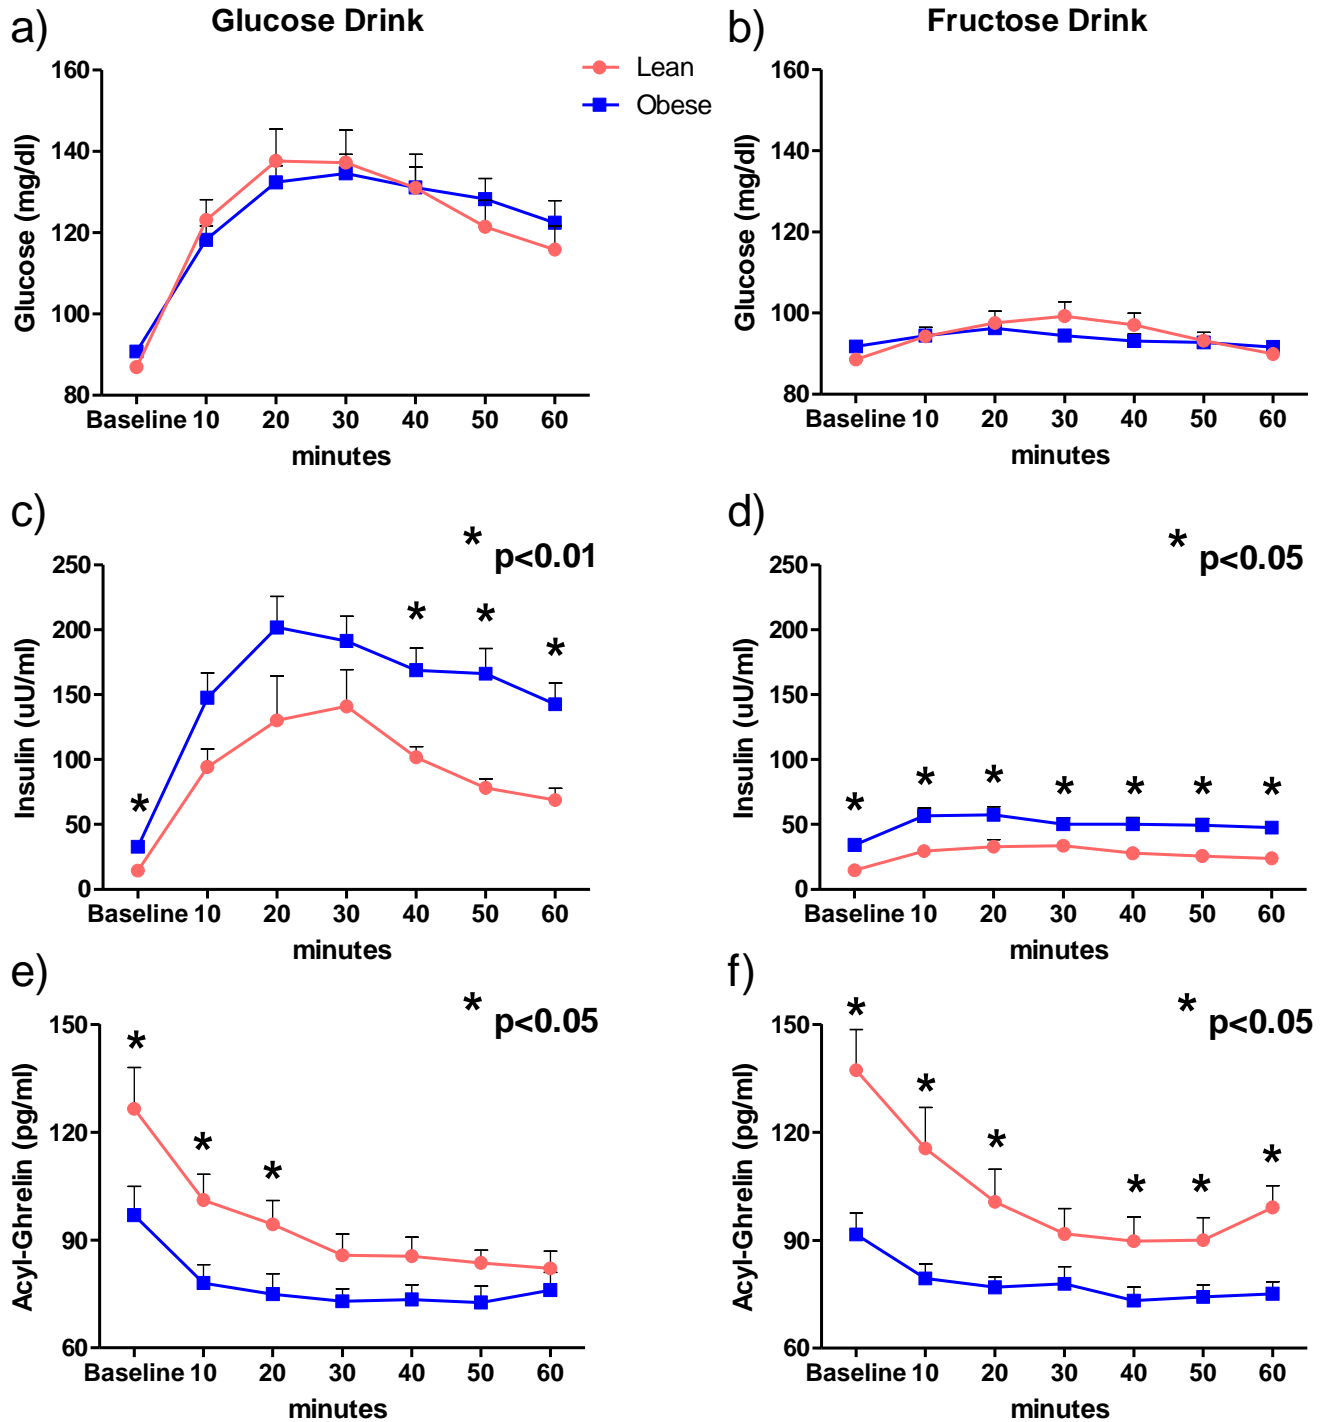 a)
Glucose Drink
b)
Fructose Drink
Lean
Obese
160
140
120
100
80
Glucose (mg/dl)
Baseline 10 20 30 40 50 60
minutes
160
140
120
100
80
Glucose (mg/dl)
Baseline 10 20 30 40 50 60
minutes
c)
* p<0.01
250
200
150
100
50
0
Insulin (uU/ml)
* * * *
Baseline 10 20 30 40 50 60
minutes
d)
* p<0.05
250
200
150
100
50
0
Insulin (uU/ml)
* * * * * * *
Baseline 10 20 30 40 50 60
minutes
e)
* p<0.05
150
120
90
60
Acyl-Ghrelin (pg/ml)
* * *
Baseline 10 20 30 40 50 60
minutes
f)
* p<0.05
150
120
90
60
Acyl-Ghrelin (pg/ml)
* * * * * *
Baseline 10 20 30 40 50 60
minutes